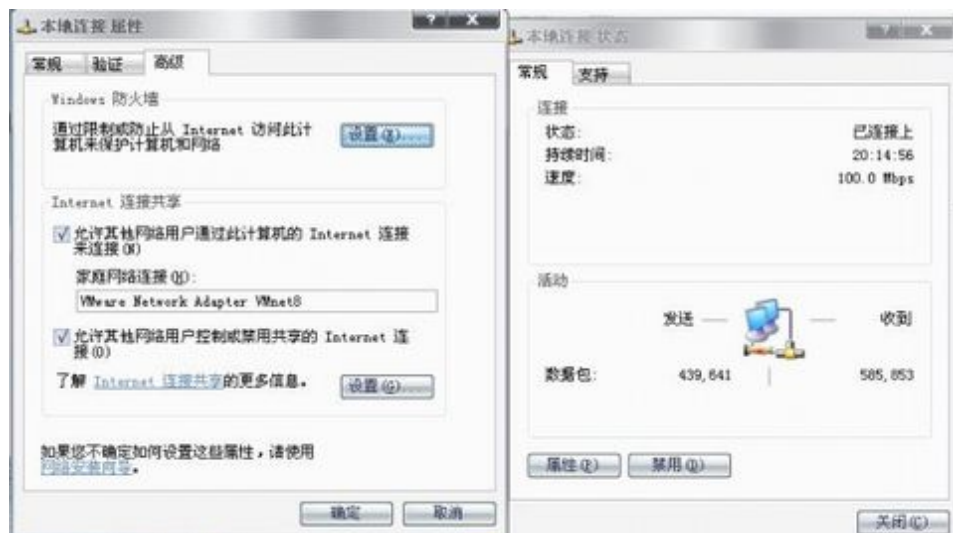 本地连接 属性
常规 验证 高级
Windows 防火墙
通过限制或防止从 Internet 访问此计
算机来保护计算机和网络
设置(E)...
Internet 连接共享
允许其他网络用户通过此计算机的 Internet 连接
来连接(N)
家庭网络连接(H):
VMware Network Adapter VMnet8
允许其他网络用户控制或禁用共享的 Internet 连
接(O)
了解 Internet 连接共享的更多信息。
设置(G)...
如果您不确定如何设置这些属性，请使用
网络安装向导。
确定 取消
本地连接 状态
常规 支持
连接
状态: 已连接上
持续时间: 20:14:56
速度: 100.0 Mbps
活动
发送 — — 收到
数据包: 439,641 | 585,853
属性(P) 禁用(D)
关闭(C)